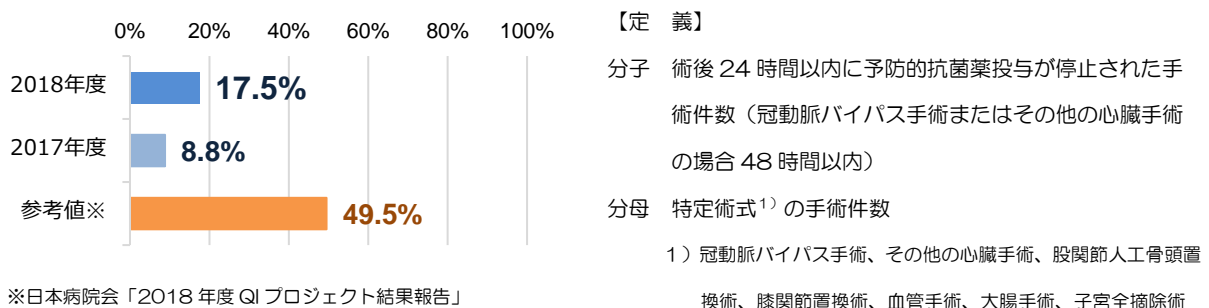 0% 20% 40% 60% 80% 100%
2018年度 17.5%
2017年度 8.8%
参考値※ 49.5%
※日本病院会「2018 年度 QI プロジェクト結果報告」
【定　義】
分子　術後 24 時間以内に予防的抗菌薬投与が停止された手
術件数（冠動脈バイパス手術またはその他の心臓手術
の場合 48 時間以内）
分母　特定術式¹⁾の手術件数
1）冠動脈バイパス手術、その他の心臓手術、股関節人工骨頭置
換術、膝関節置換術、血管手術、大腸手術、子宮全摘除術